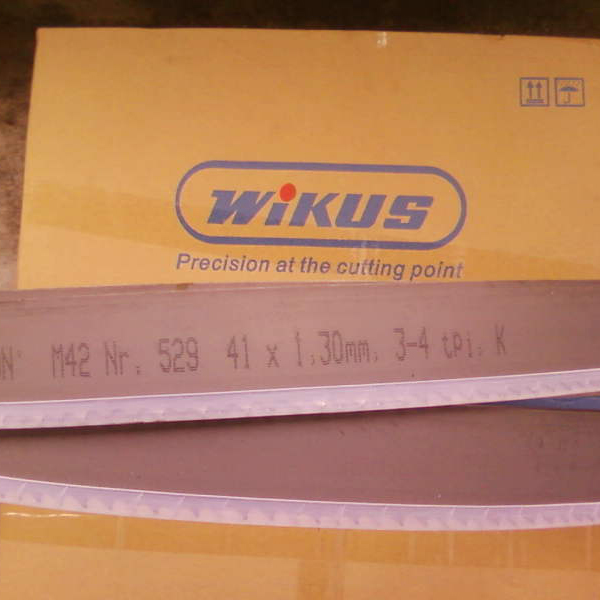 WiKUS
Precision at the cutting point
M42 Nr. 529 41 x 1,30mm. 3-4 tpi. K